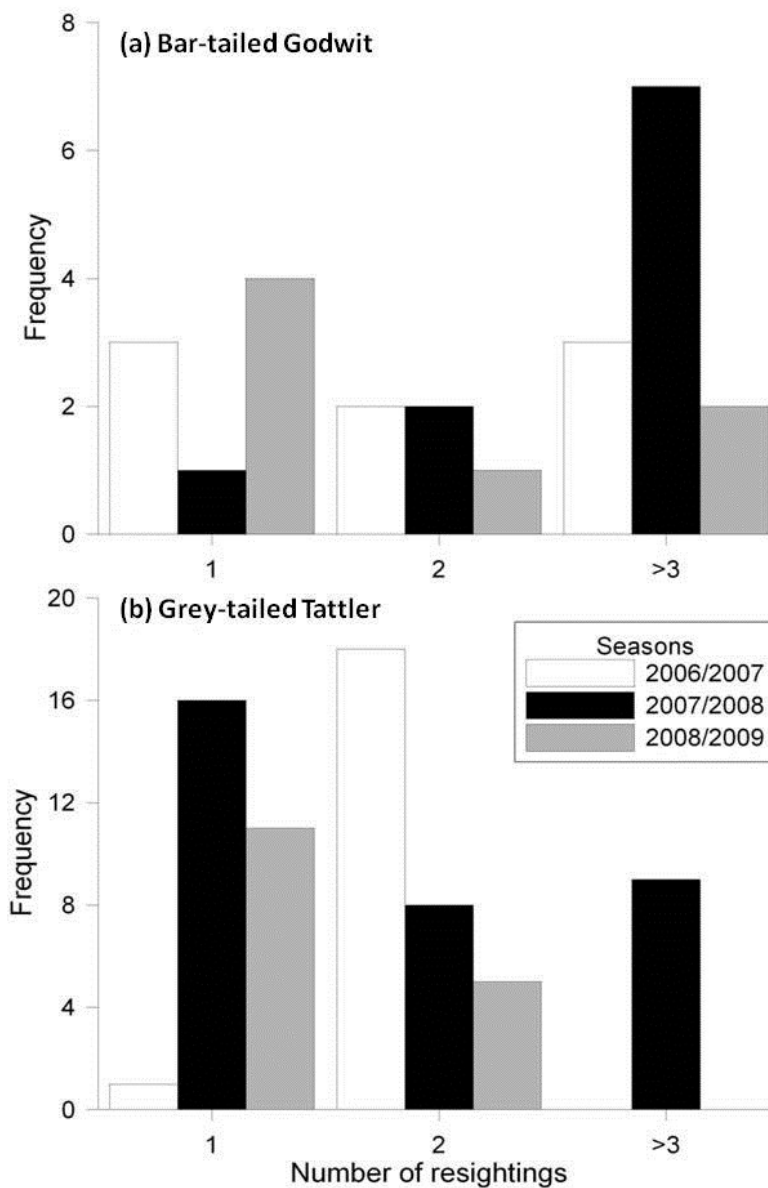 (a) Bar-tailed Godwit
8
6
4
2
0
Frequency
1 2 >3
(b) Grey-tailed Tattler
20
16
12
8
4
0
Frequency
Seasons
2006/2007
2007/2008
2008/2009
1 2 >3
Number of resightings